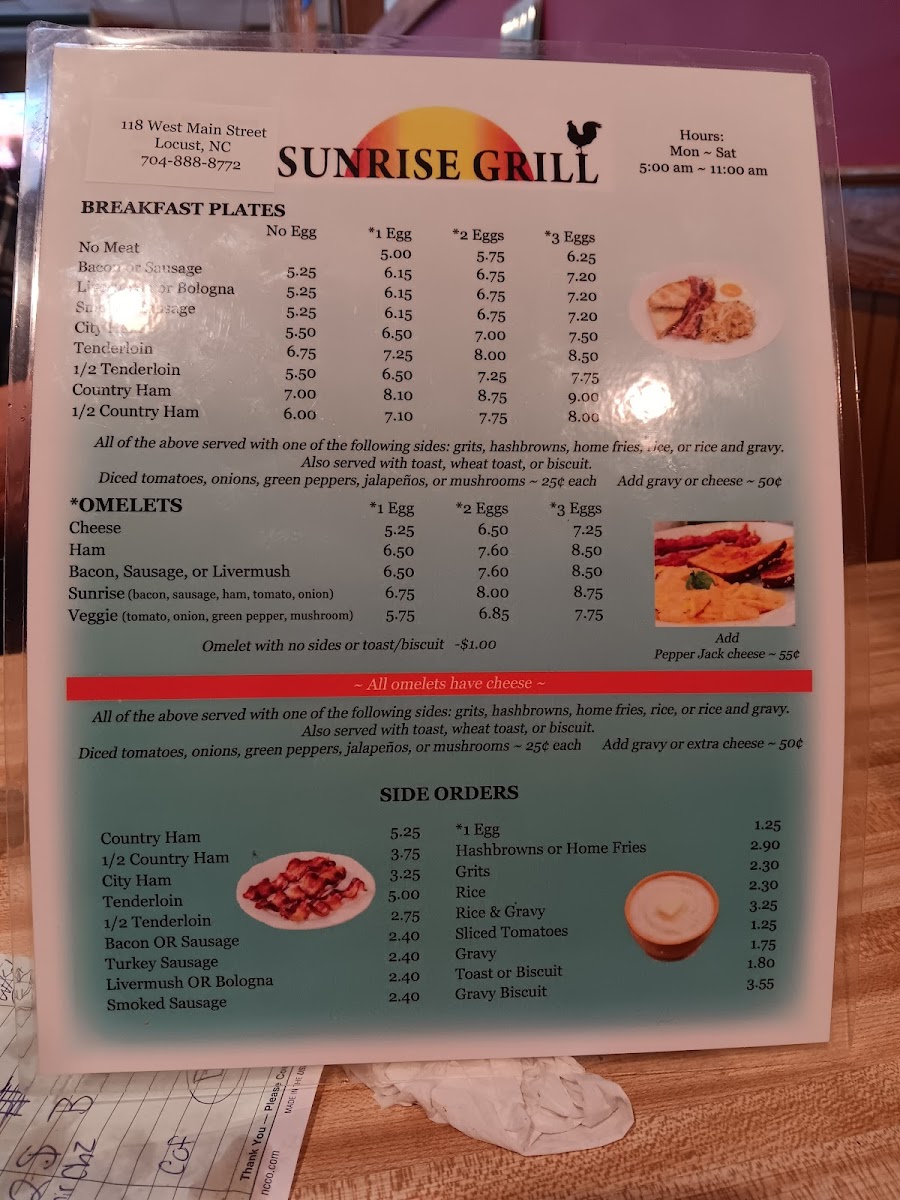 118 West Main Street
Locust, NC
704-888-8772
SUNRISE GRILL
Hours:
Mon ~ Sat
5:00 am ~ 11:00 am
BREAKFAST PLATES
No Egg *1 Egg *2 Eggs *3 Eggs
No Meat 5.00 5.75 6.25
Bacon or Sausage 5.25 6.15 6.75 7.20
or Bologna 5.25 6.15 6.75 7.20
Smoked Sausage 5.25 6.15 6.75 7.20
City Ham 5.50 6.50 7.00 7.50
Tenderloin 6.75 7.25 8.00 8.50
1/2 Tenderloin 5.50 6.50 7.25 7.75
Country Ham 7.00 8.10 8.75 9.00
1/2 Country Ham 6.00 7.10 7.75 8.00
All of the above served with one of the following sides: grits, hashbrowns, home fries, rice, or rice and gravy.
Also served with toast, wheat toast, or biscuit.
Diced tomatoes, onions, green peppers, jalapeños, or mushrooms ~ 25¢ each Add gravy or cheese ~ 50¢
*OMELETS *1 Egg *2 Eggs *3 Eggs
Cheese 5.25 6.50 7.25
Ham 6.50 7.60 8.50
Bacon, Sausage, or Livermush 6.50 7.60 8.50
Sunrise (bacon, sausage, ham, tomato, onion) 6.75 8.00 8.75
Veggie (tomato, onion, green pepper, mushroom) 5.75 6.85 7.75
Omelet with no sides or toast/biscuit -$1.00
Add
Pepper Jack cheese ~ 55¢
~ All omelets have cheese ~
All of the above served with one of the following sides: grits, hashbrowns, home fries, rice, or rice and gravy.
Also served with toast, wheat toast, or biscuit.
Diced tomatoes, onions, green peppers, jalapeños, or mushrooms ~ 25¢ each Add gravy or extra cheese ~ 50¢
SIDE ORDERS
Country Ham 5.25
1/2 Country Ham 3.75
City Ham 3.25
Tenderloin 5.00
1/2 Tenderloin 2.75
Bacon OR Sausage 2.40
Turkey Sausage 2.40
Livermush OR Bologna 2.40
Smoked Sausage 2.40
*1 Egg 1.25
Hashbrowns or Home Fries 2.90
Grits 2.30
Rice 2.30
Rice & Gravy 3.25
Sliced Tomatoes 1.25
Gravy 1.75
Toast or Biscuit 1.80
Gravy Biscuit 3.55
Thank You — Please
MADE IN THE
ncco.com